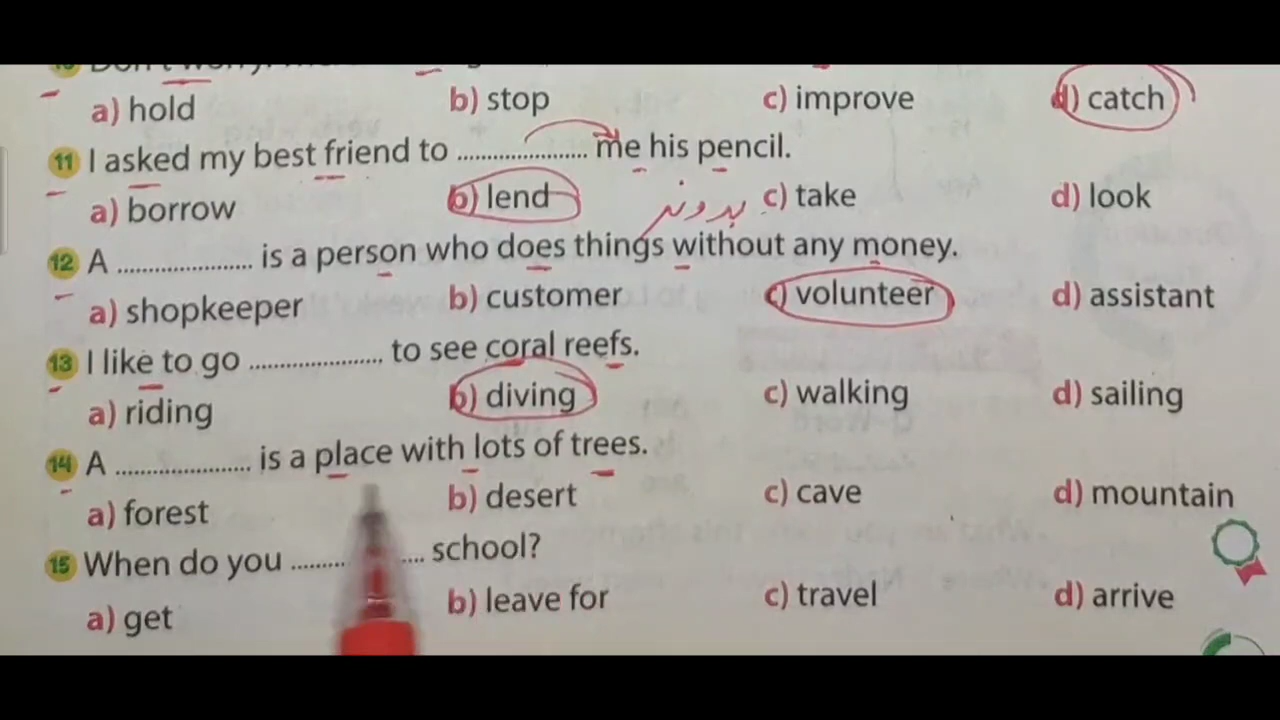 a) hold b) stop c) improve d) catch
11 I asked my best friend to ...................... me his pencil.
a) borrow b) lend c) take d) look
بدون
12 A ...................... is a person who does things without any money.
a) shopkeeper b) customer c) volunteer d) assistant
13 I like to go ...................... to see coral reefs.
a) riding b) diving c) walking d) sailing
14 A ...................... is a place with lots of trees.
a) forest b) desert c) cave d) mountain
15 When do you ......... .... school?
a) get b) leave for c) travel d) arrive